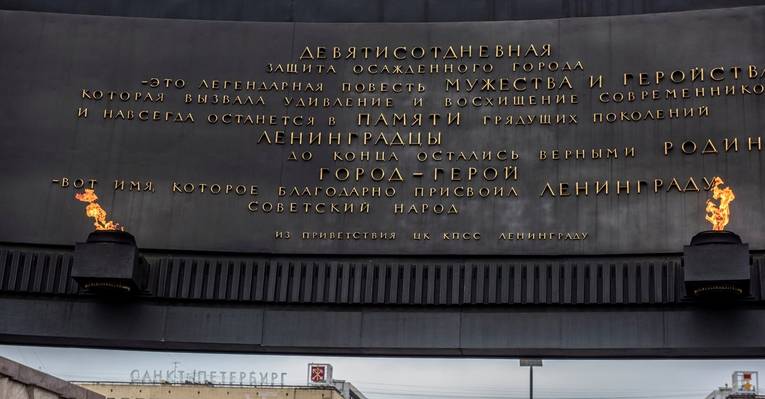 ДЕВЯТИСОТДНЕВНАЯ
ЗАЩИТА ОСАЖДЕННОГО ГОРОДА
-ЭТО ЛЕГЕНДАРНАЯ ПОВЕСТЬ МУЖЕСТВА И ГЕРОЙСТВА
КОТОРАЯ ВЫЗВАЛА УДИВЛЕНИЕ И ВОСХИЩЕНИЕ СОВРЕМЕННИКО
И НАВСЕГДА ОСТАНЕТСЯ В ПАМЯТИ ГРЯДУЩИХ ПОКОЛЕНИЙ
ЛЕНИНГРАДЦЫ
ДО КОНЦА ОСТАЛИСЬ ВЕРНЫМИ РОДИН
ГОРОД-ГЕРОЙ
-ВОТ ИМЯ, КОТОРОЕ БЛАГОДАРНО ПРИСВОИЛ ЛЕНИНГРАДУ
СОВЕТСКИЙ НАРОД
ИЗ ПРИВЕТСТВИЯ ЦК КПСС ЛЕНИНГРАДУ
САНКТ-ПЕТЕРБУРГ